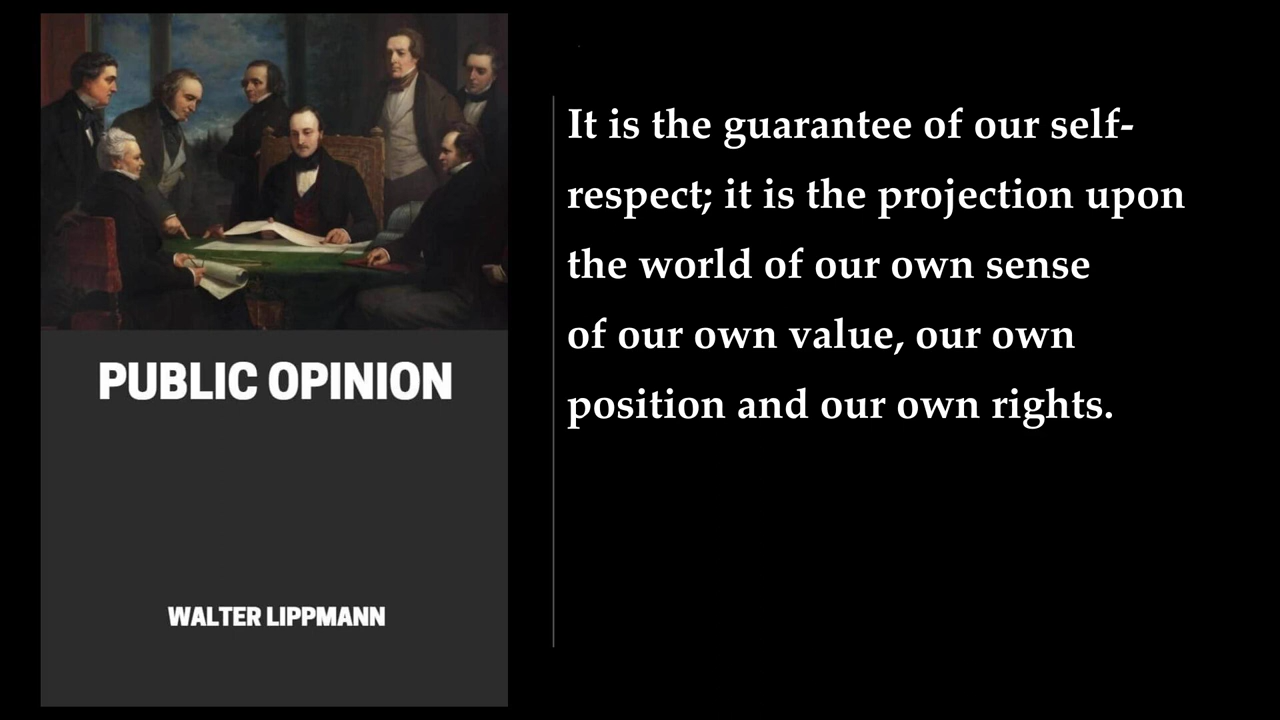 PUBLIC OPINION
WALTER LIPPMANN
It is the guarantee of our self-
respect; it is the projection upon
the world of our own sense
of our own value, our own
position and our own rights.